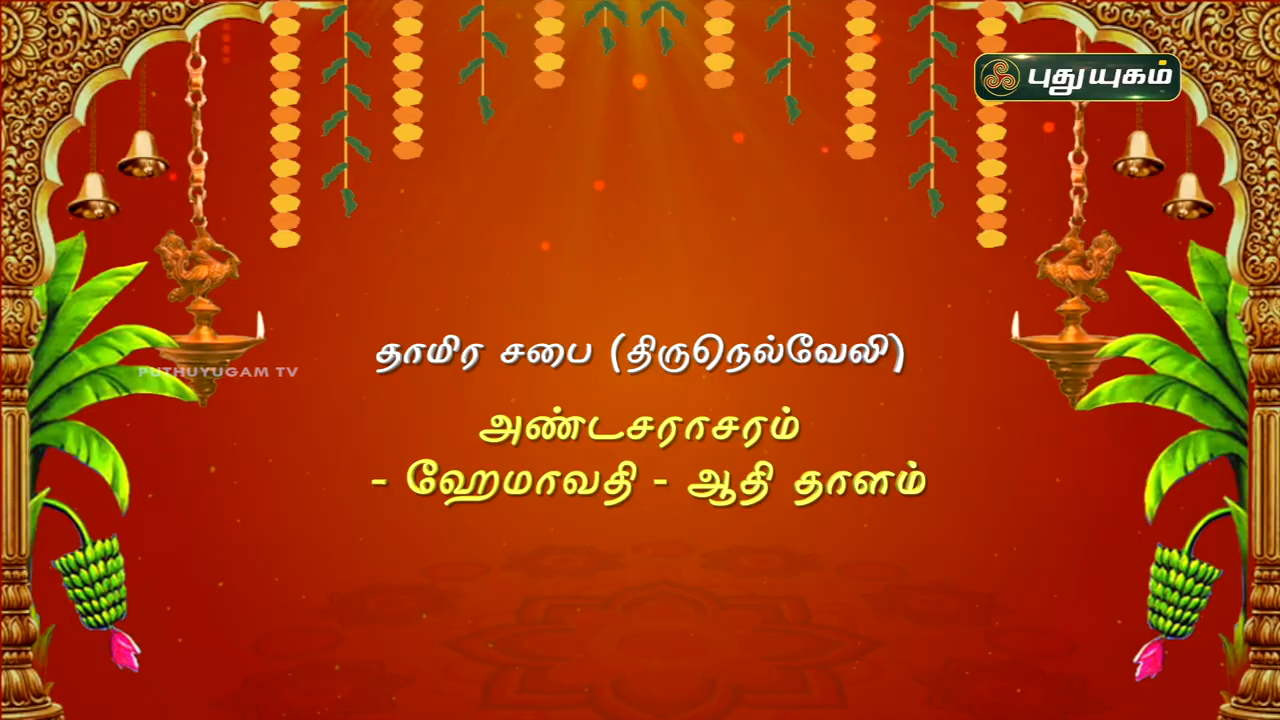 புதுயுகம்
PUTHUYUGAM TV
தாமிர சபை (திருநெல்வேலி)
அண்டசராசரம்
- ஹேமாவதி - ஆதி தாளம்